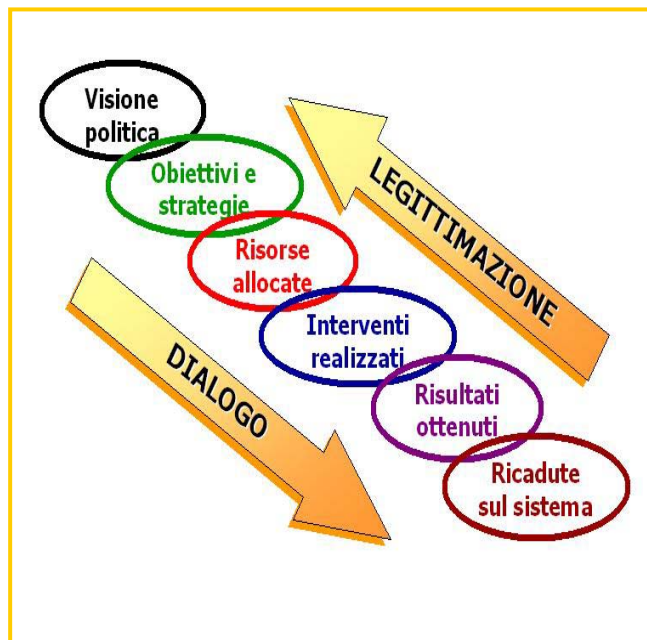 Visione
politica
Obiettivi e
strategie
Risorse
allocate
Interventi
realizzati
Risultati
ottenuti
Ricadute
sul sistema
LEGITTIMAZIONE
DIALOGO